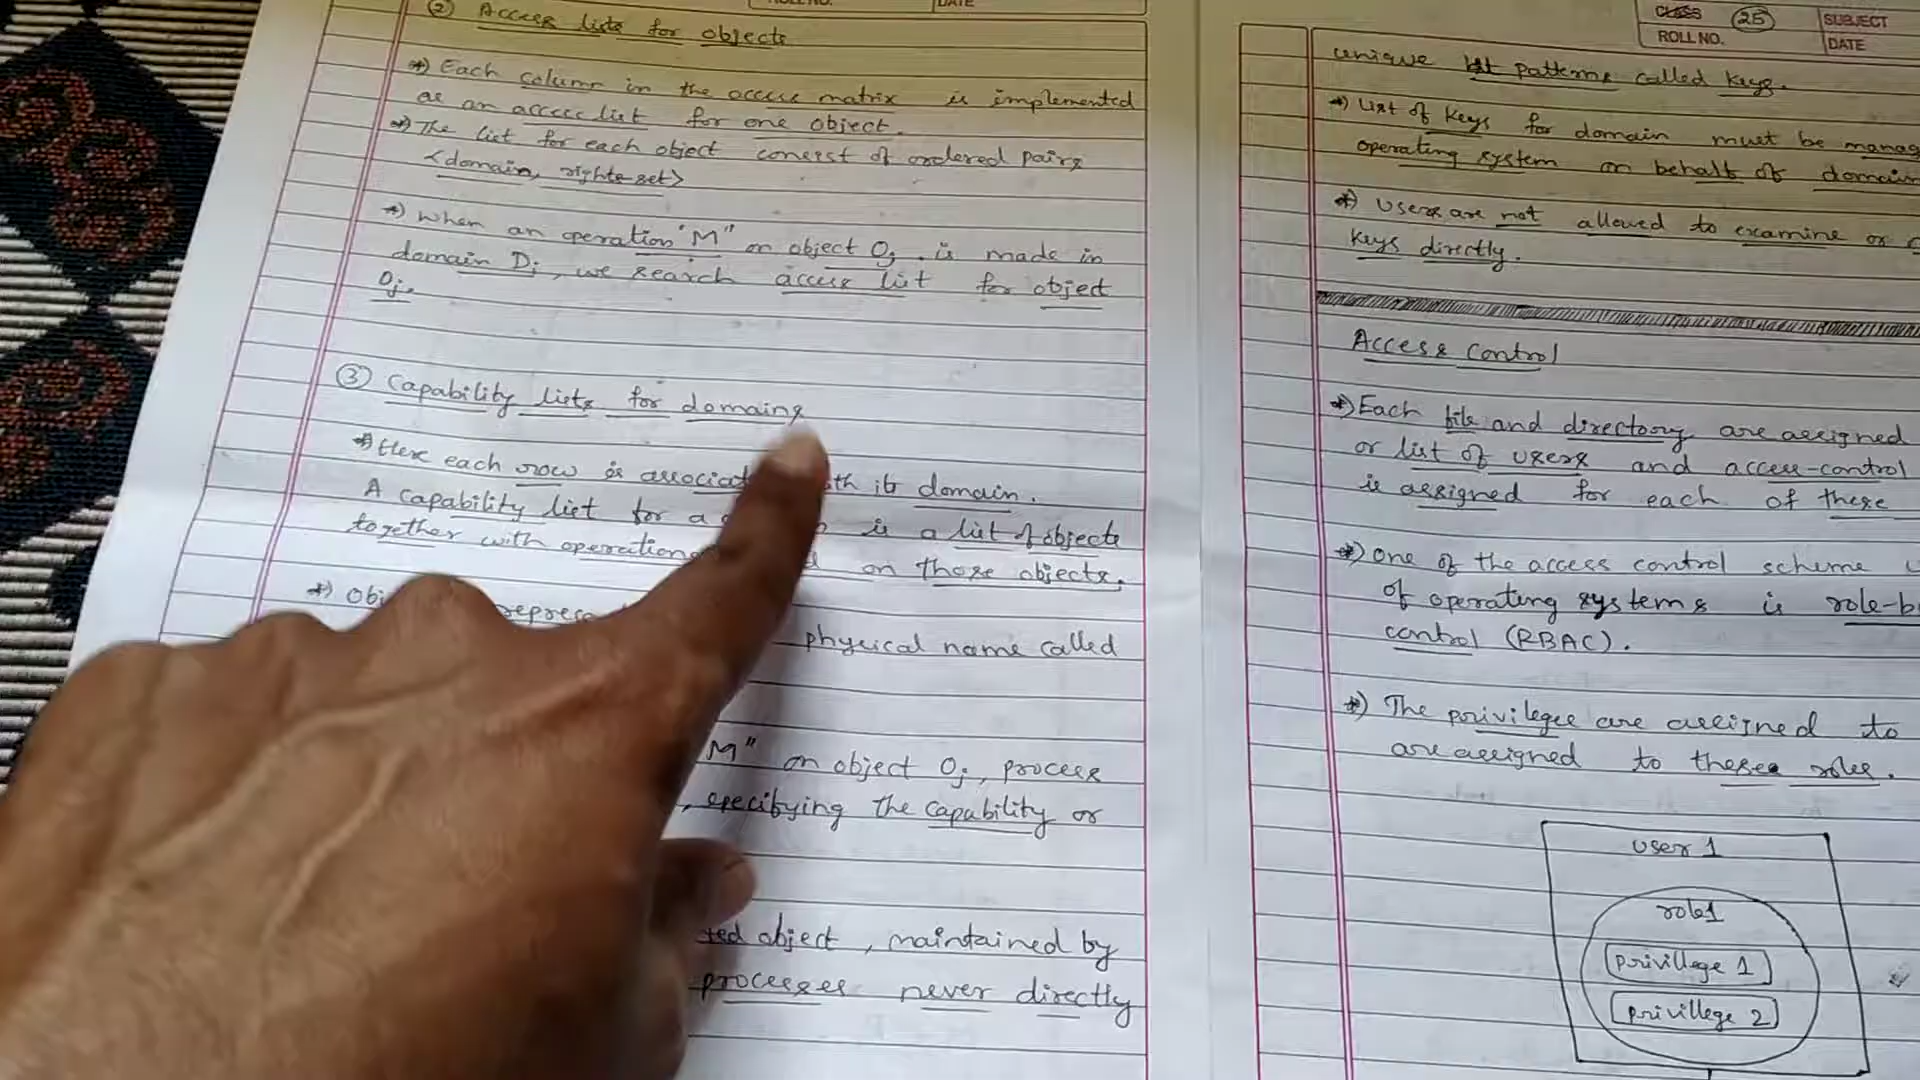 ROLL NO.
DATE
② Access lists for objects
*) Each column in the access matrix is implemented
as an access list for one object.
*) The list for each object consist of ordered pairs
<domain, rights-set>
*) When an operation "M" on object Oj is made in
domain Di, we search access list for object
Oj.
③ Capability lists for domains
*) Here each row is associat th its domain.
A capability list for a is a list of objects
together with operations on those objects.
*) Obj represen
physical name called
M" on object Oj, process
, specifying the capability or
ted object, maintained by
processes never directly
CLASS 25 SUBJECT
ROLL NO. DATE
unique bit patterns called keys.
*) List of keys for domain must be manag
operating system on behalf of domain
*) Users are not allowed to examine or
keys directly.
Access Control
*) Each file and directory are assigned
or list of users and access-control
is assigned for each of these
*) One of the access control scheme
of operating systems is role-b
control (RBAC).
*) The privilege are assigned to
are assigned to these roles.
user 1
role1
privillege 1
privillege 2